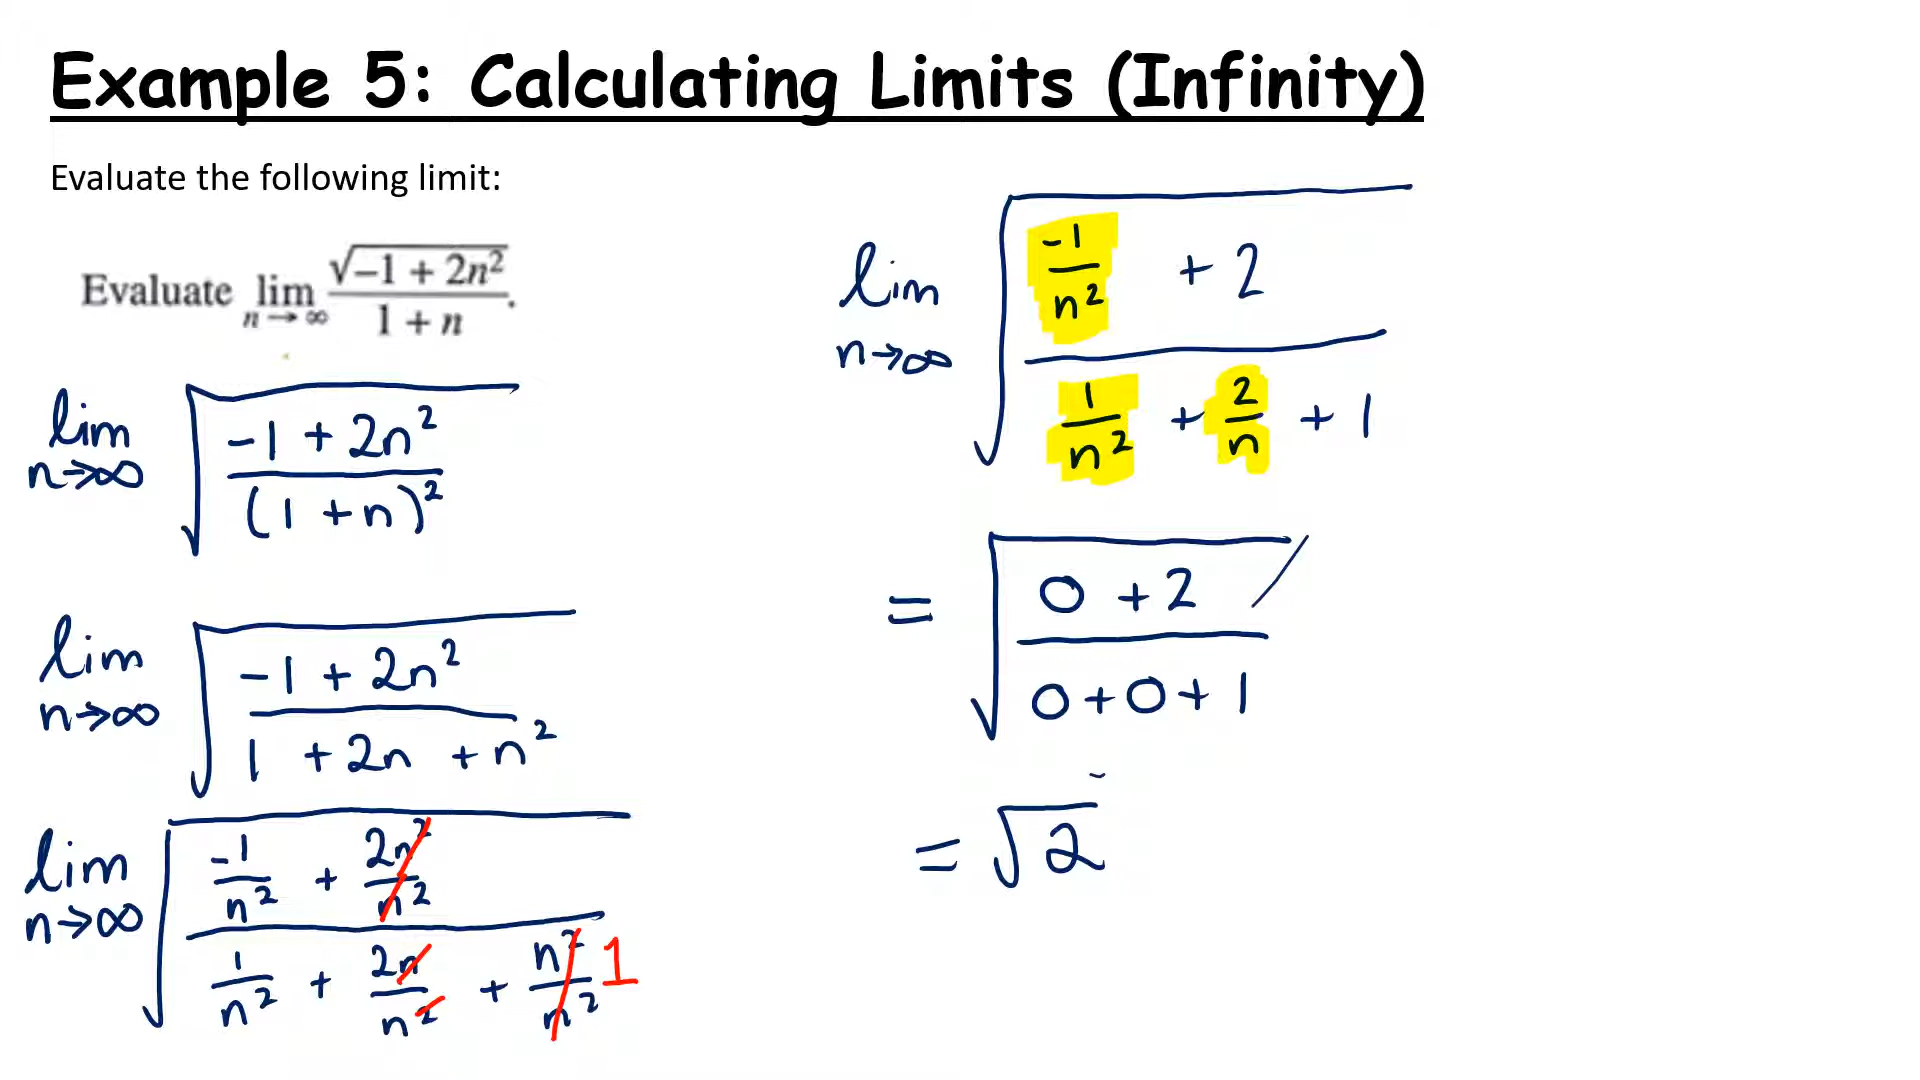 Example 5: Calculating Limits (Infinity)
Evaluate the following limit:
Evaluate lim n→∞ √(−1 + 2n²) / (1 + n).
lim n→∞ √((−1 + 2n²) / (1 + n)²)
lim n→∞ √((−1 + 2n²) / (1 + 2n + n²))
lim n→∞ √((−1/n² + 2n²/n²) / (1/n² + 2n/n² + n²/n² 1))
lim n→∞ √((−1/n² + 2) / (1/n² + 2/n + 1))
= √((0 + 2) / (0 + 0 + 1))
= √2